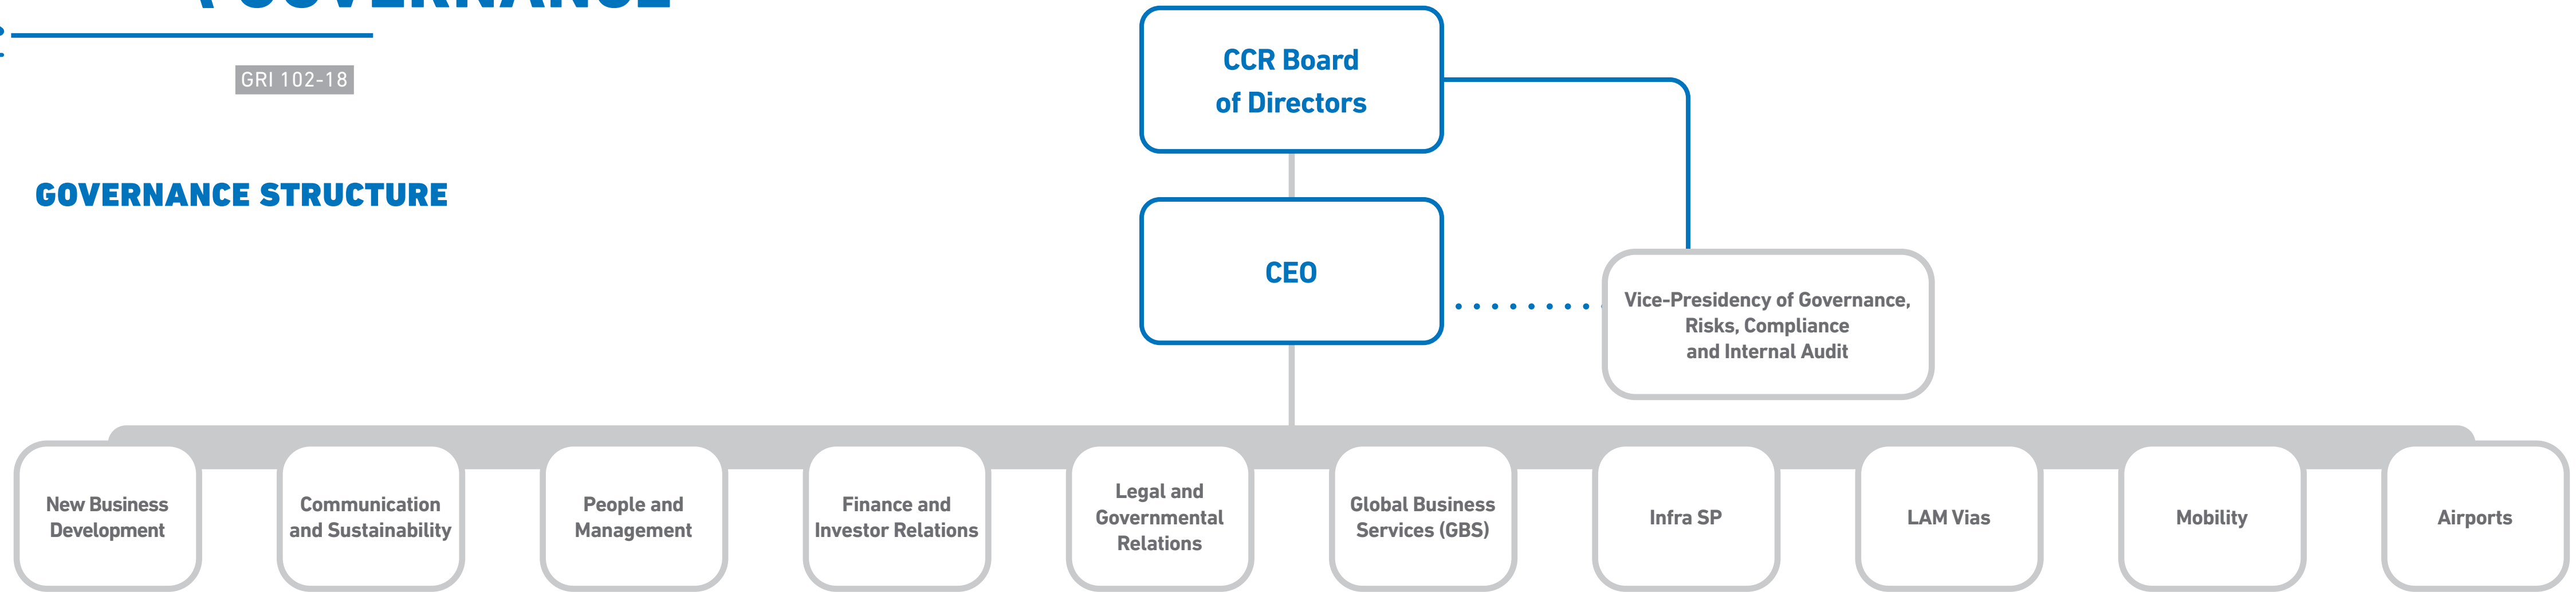 GOVERNANCE
GRI 102-18
GOVERNANCE STRUCTURE
CCR Board
of Directors
CEO
Vice-Presidency of Governance,
Risks, Compliance
and Internal Audit
New Business
Development
Communication
and Sustainability
People and
Management
Finance and
Investor Relations
Legal and
Governmental
Relations
Global Business
Services (GBS)
Infra SP
LAM Vias
Mobility
Airports